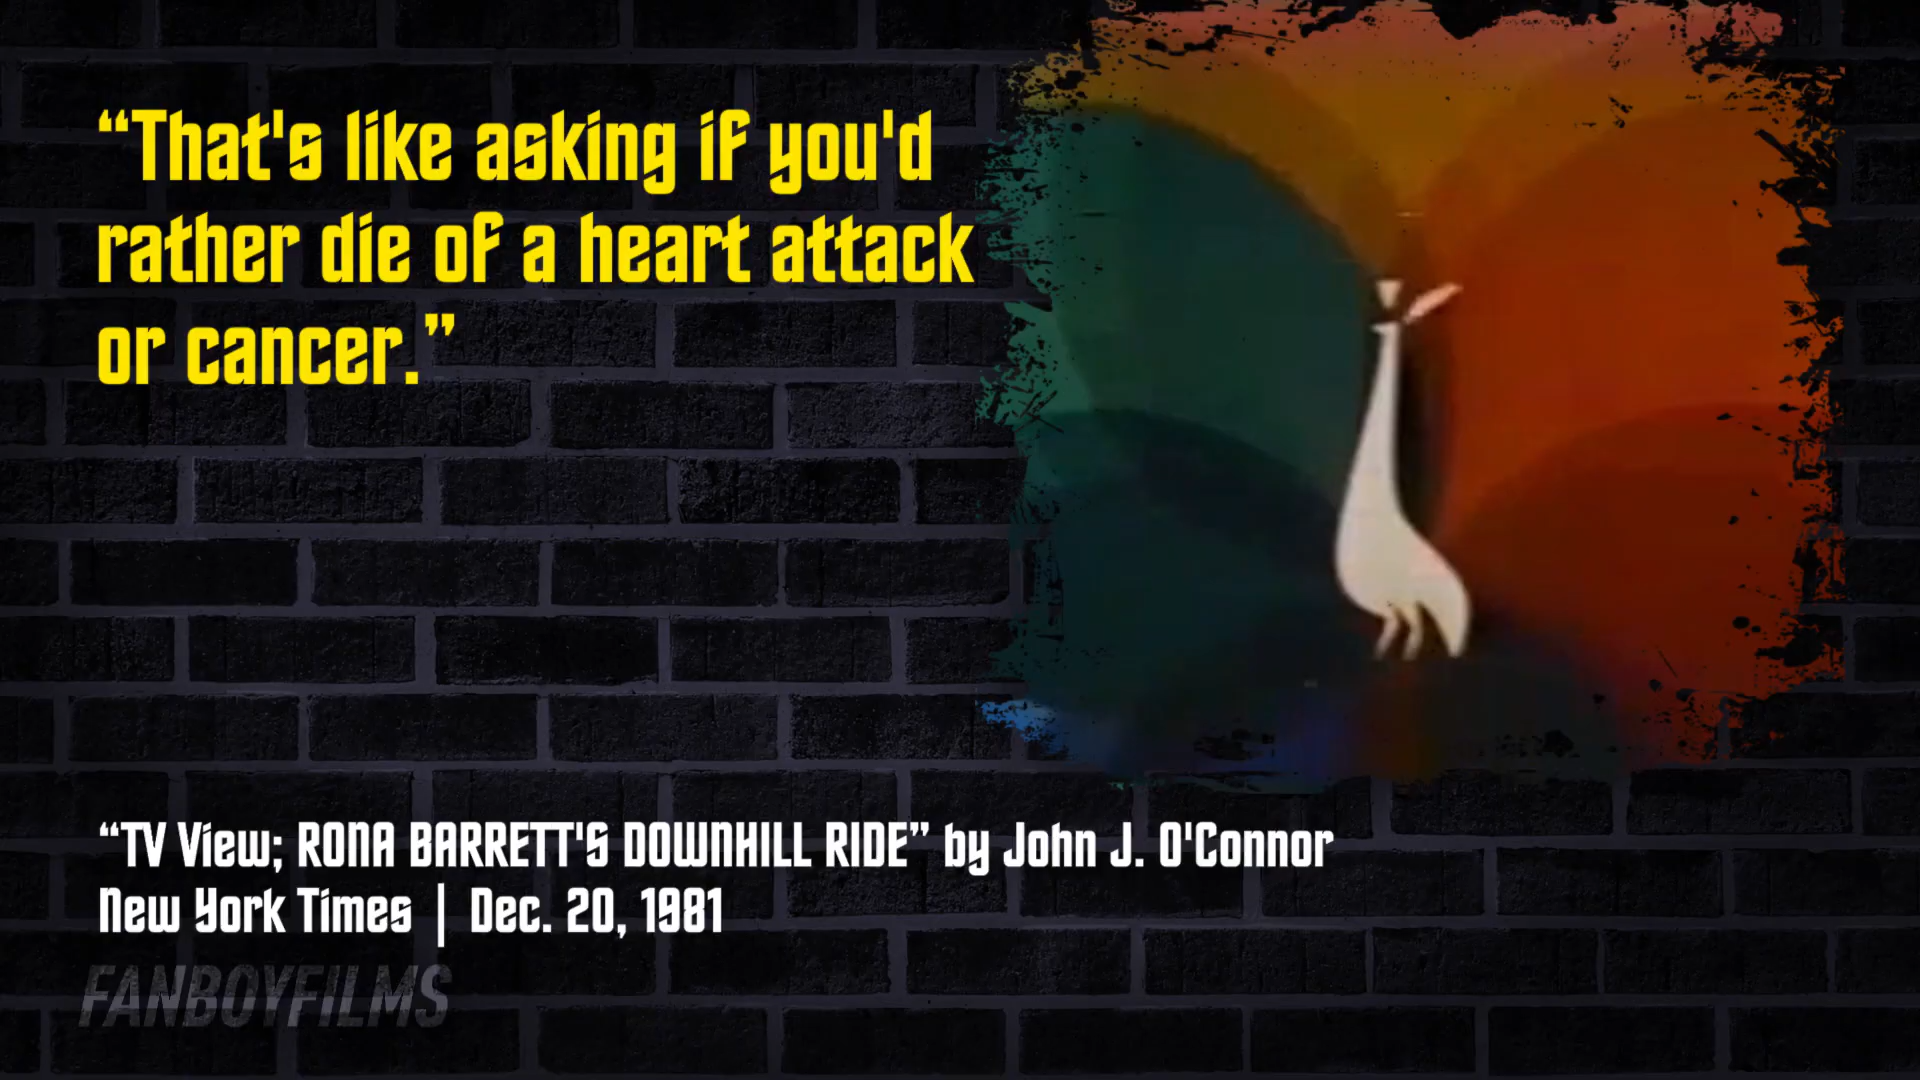 “That's like asking if you'd
rather die of a heart attack
or cancer.”
“TV View; RONA BARRETT'S DOWNHILL RIDE” by John J. O'Connor
New York Times | Dec. 20, 1981
FANBOYFILMS